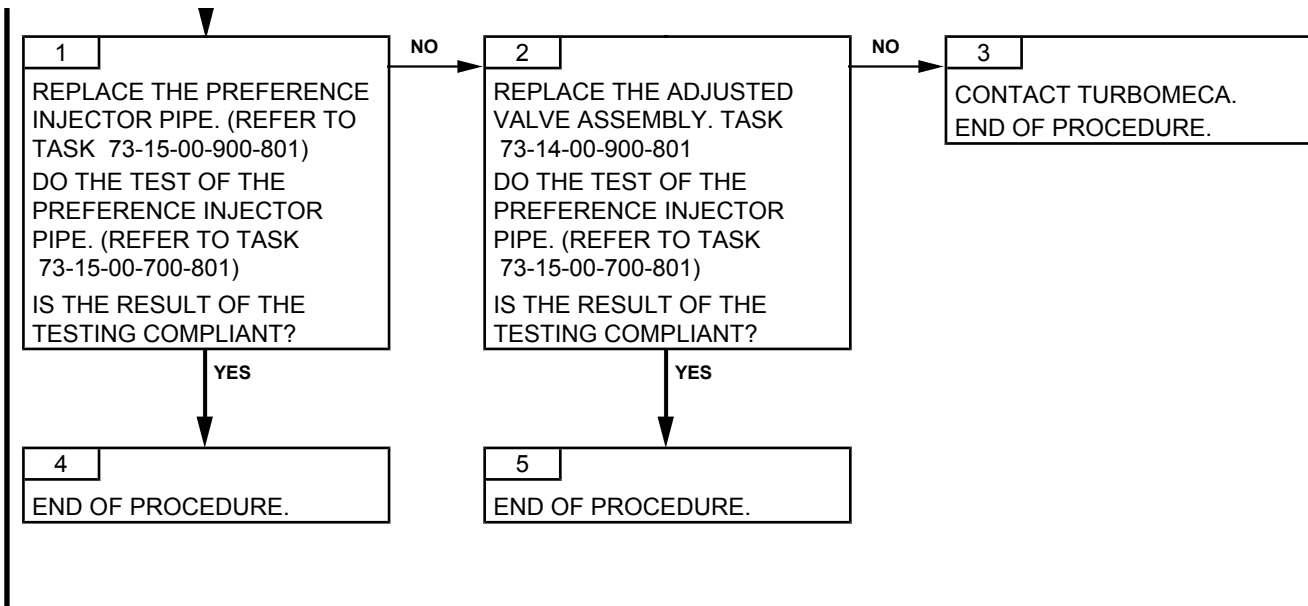 1
REPLACE THE PREFERENCE
INJECTOR PIPE. (REFER TO
TASK 73-15-00-900-801)
DO THE TEST OF THE
PREFERENCE INJECTOR
PIPE. (REFER TO TASK
73-15-00-700-801)
IS THE RESULT OF THE
TESTING COMPLIANT?
NO
2
REPLACE THE ADJUSTED
VALVE ASSEMBLY. TASK
73-14-00-900-801
DO THE TEST OF THE
PREFERENCE INJECTOR
PIPE. (REFER TO TASK
73-15-00-700-801)
IS THE RESULT OF THE
TESTING COMPLIANT?
NO
3
CONTACT TURBOMECA.
END OF PROCEDURE.
YES
YES
4
END OF PROCEDURE.
5
END OF PROCEDURE.